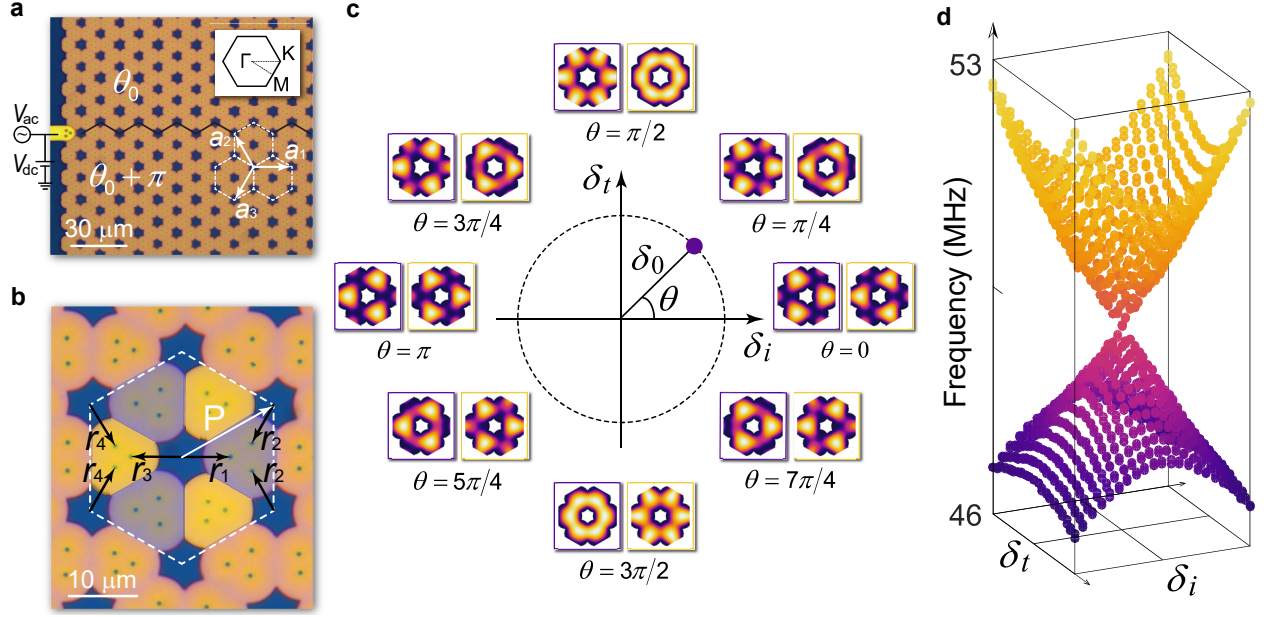 a
θ₀
Γ
K
M
Vac
a₂
a₁
Vdc
θ₀ + π
a₃
30 μm
b
P
r₄
r₂
r₃
r₁
r₄
r₂
10 μm
c
θ = π/2
θ = 3π/4
δt
θ = π/4
δ₀
θ
θ = π
δi
θ = 0
θ = 5π/4
θ = 7π/4
θ = 3π/2
d
53
Frequency (MHz)
46
δt
δi